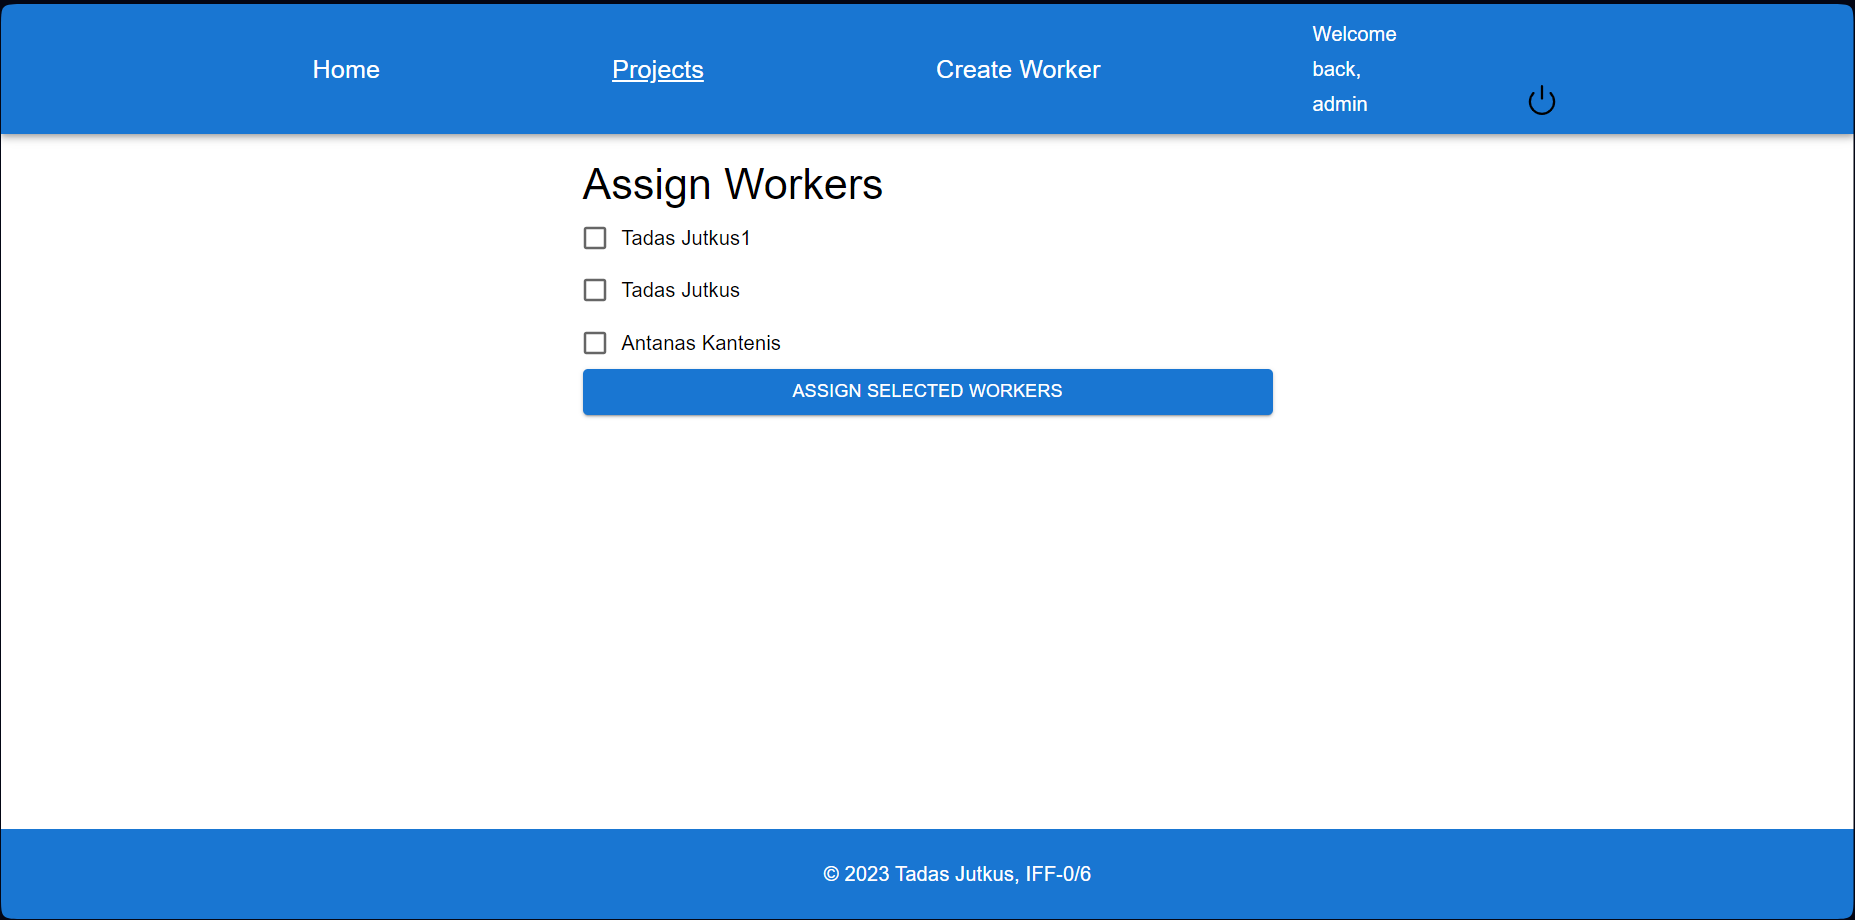 Home
Projects
Create Worker
Welcome
back,
admin
Assign Workers
Tadas Jutkus1
Tadas Jutkus
Antanas Kantenis
ASSIGN SELECTED WORKERS
© 2023 Tadas Jutkus, IFF-0/6